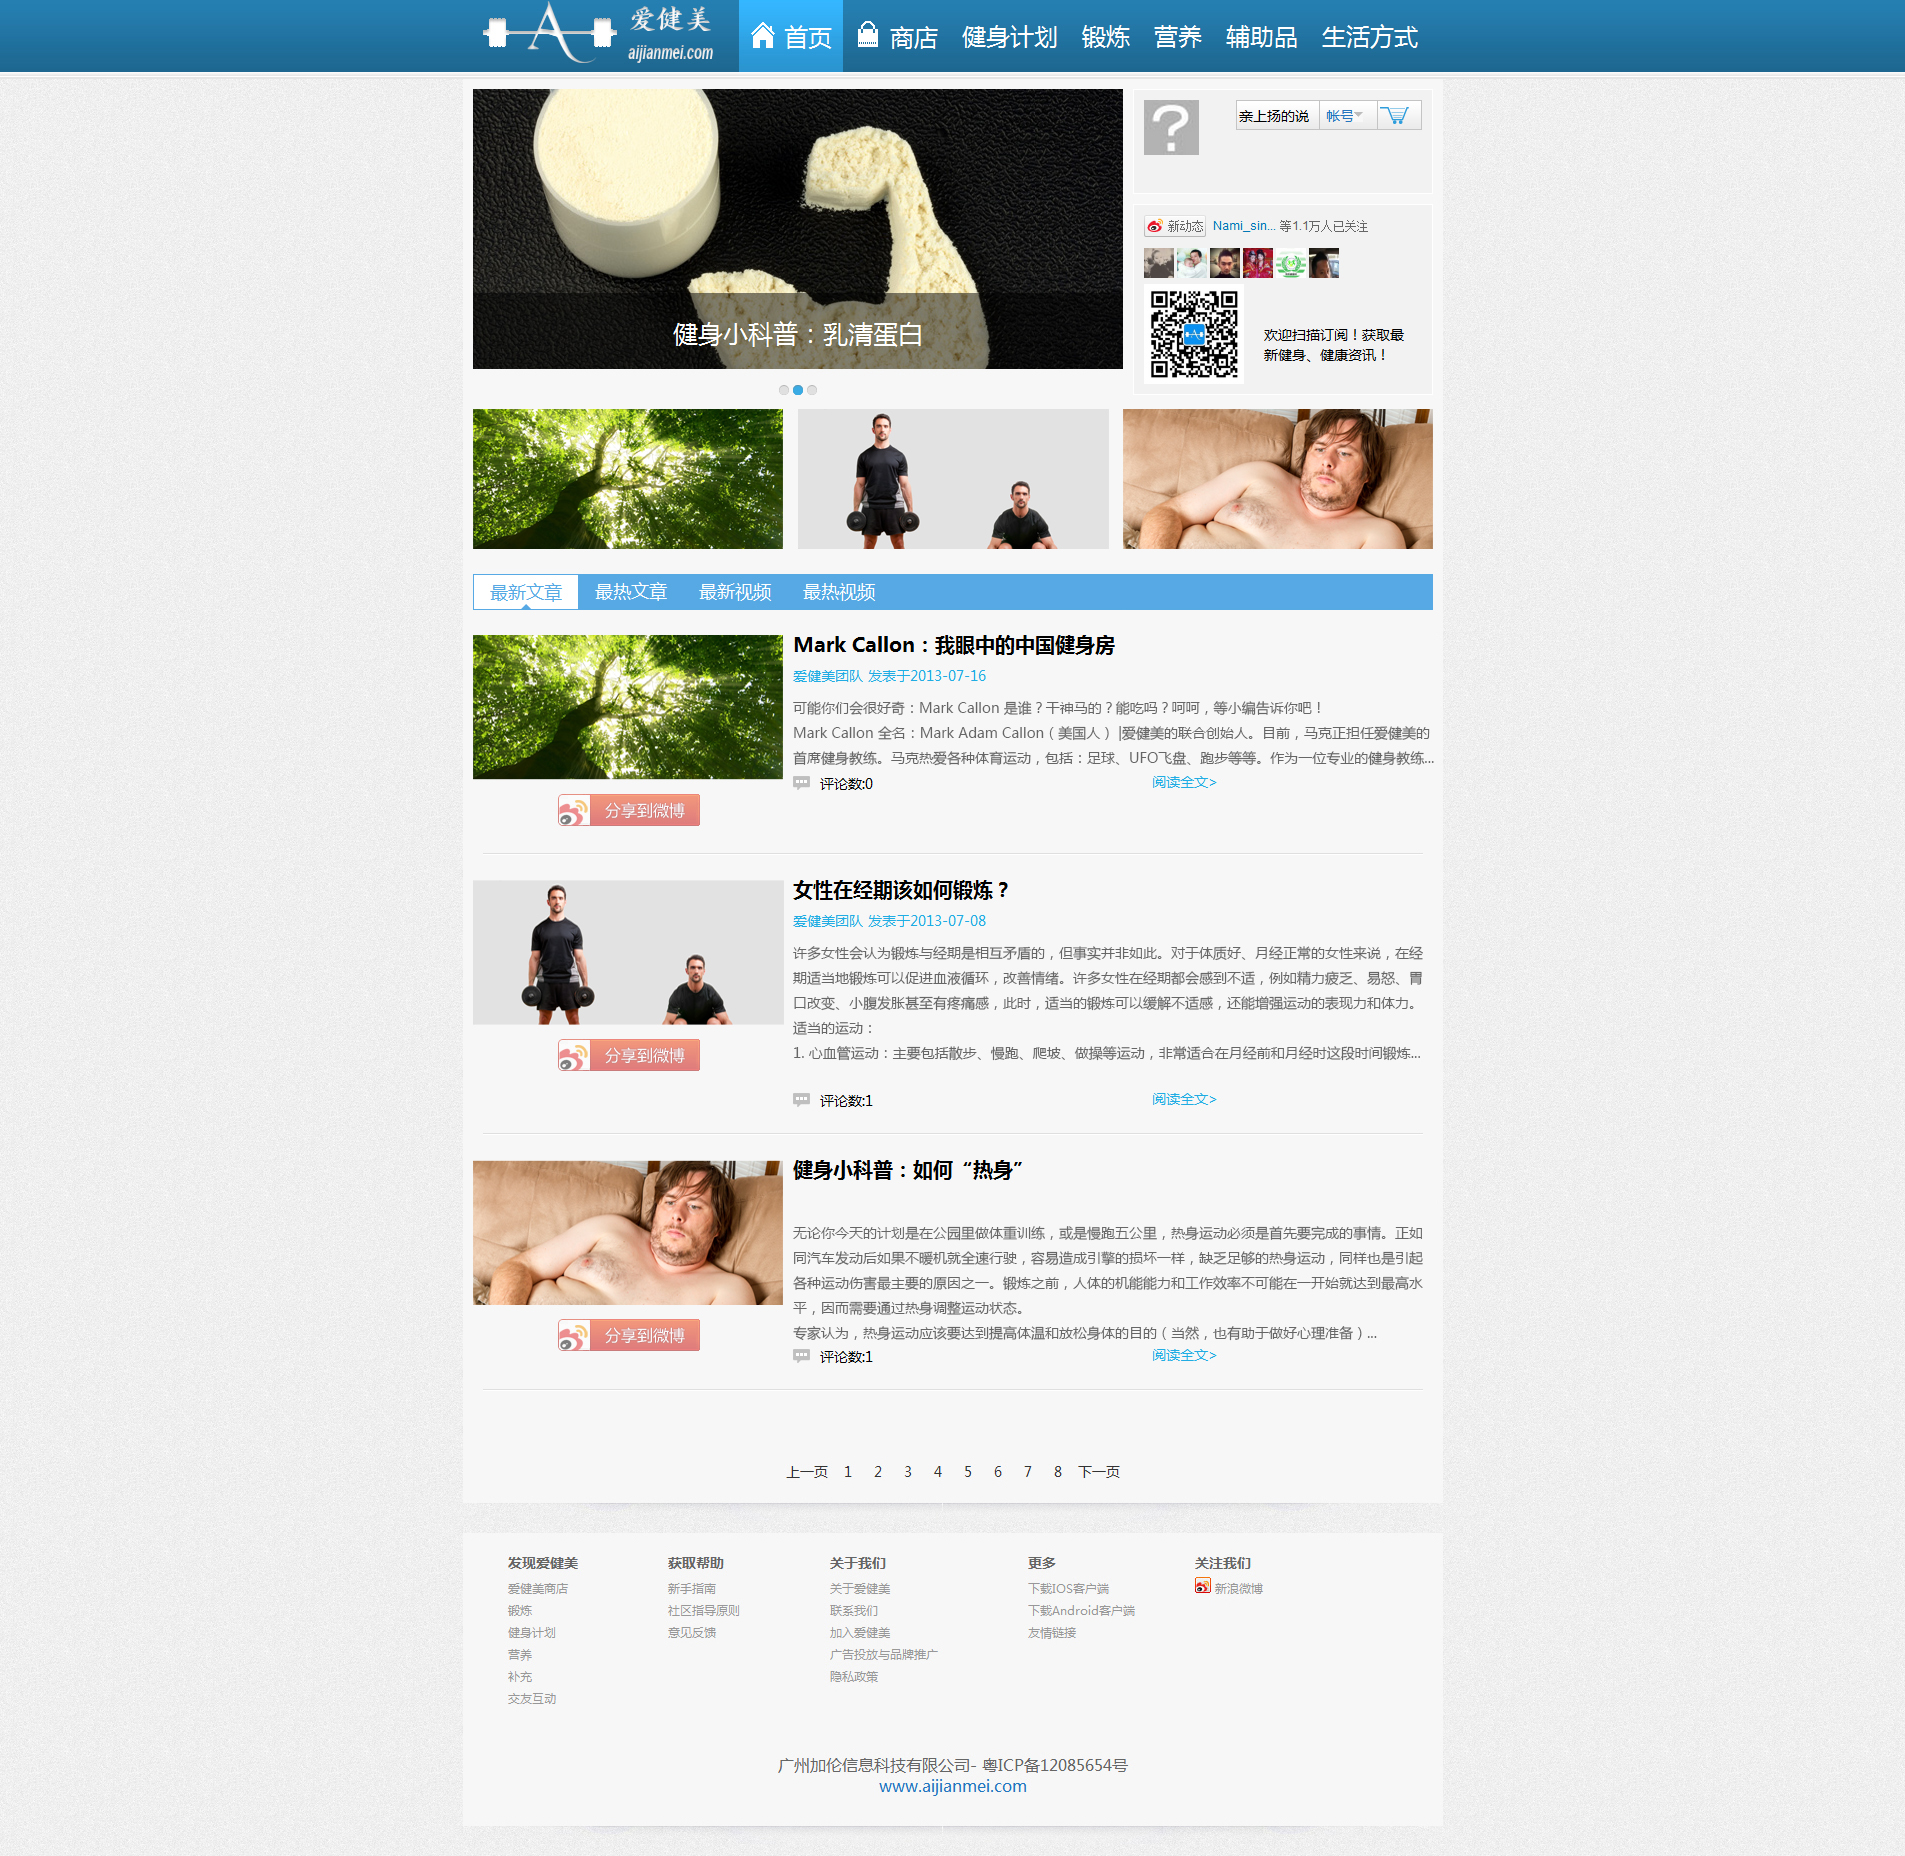 爱健美
aijianmei.com
首页
商店
健身计划
锻炼
营养
辅助品
生活方式
健身小科普：乳清蛋白
亲上扬的说
帐号
新动态
Nami_sin... 等1.1万人已关注
欢迎扫描订阅！获取最
新健身、健康资讯！
最新文章
最热文章
最新视频
最热视频
Mark Callon：我眼中的中国健身房
爱健美团队 发表于2013-07-16
可能你们会很好奇：Mark Callon 是谁？干神马的？能吃吗？呵呵，等小编告诉你吧！
Mark Callon 全名：Mark Adam Callon（美国人） |爱健美的联合创始人。目前，马克正担任爱健美的
首席健身教练。马克热爱各种体育运动，包括：足球、UFO飞盘、跑步等等。作为一位专业的健身教练...
评论数:0
阅读全文>
分享到微博
女性在经期该如何锻炼？
爱健美团队 发表于2013-07-08
许多女性会认为锻炼与经期是相互矛盾的，但事实并非如此。对于体质好、月经正常的女性来说，在经
期适当地锻炼可以促进血液循环，改善情绪。许多女性在经期都会感到不适，例如精力疲乏、易怒、胃
口改变、小腹发胀甚至有疼痛感，此时，适当的锻炼可以缓解不适感，还能增强运动的表现力和体力。
适当的运动：
1. 心血管运动：主要包括散步、慢跑、爬坡、做操等运动，非常适合在月经前和月经时这段时间锻炼...
分享到微博
评论数:1
阅读全文>
健身小科普：如何“热身”
无论你今天的计划是在公园里做体重训练，或是慢跑五公里，热身运动必须是首先要完成的事情。正如
同汽车发动后如果不暖机就全速行驶，容易造成引擎的损坏一样，缺乏足够的热身运动，同样也是引起
各种运动伤害最主要的原因之一。锻炼之前，人体的机能能力和工作效率不可能在一开始就达到最高水
平，因而需要通过热身调整运动状态。
专家认为，热身运动应该要达到提高体温和放松身体的目的（当然，也有助于做好心理准备）...
分享到微博
评论数:1
阅读全文>
上一页 1 2 3 4 5 6 7 8 下一页
发现爱健美
爱健美商店
锻炼
健身计划
营养
补充
交友互动
获取帮助
新手指南
社区指导原则
意见反馈
关于我们
关于爱健美
联系我们
加入爱健美
广告投放与品牌推广
隐私政策
更多
下载IOS客户端
下载Android客户端
友情链接
关注我们
新浪微博
广州加伦信息科技有限公司- 粤ICP备12085654号
www.aijianmei.com